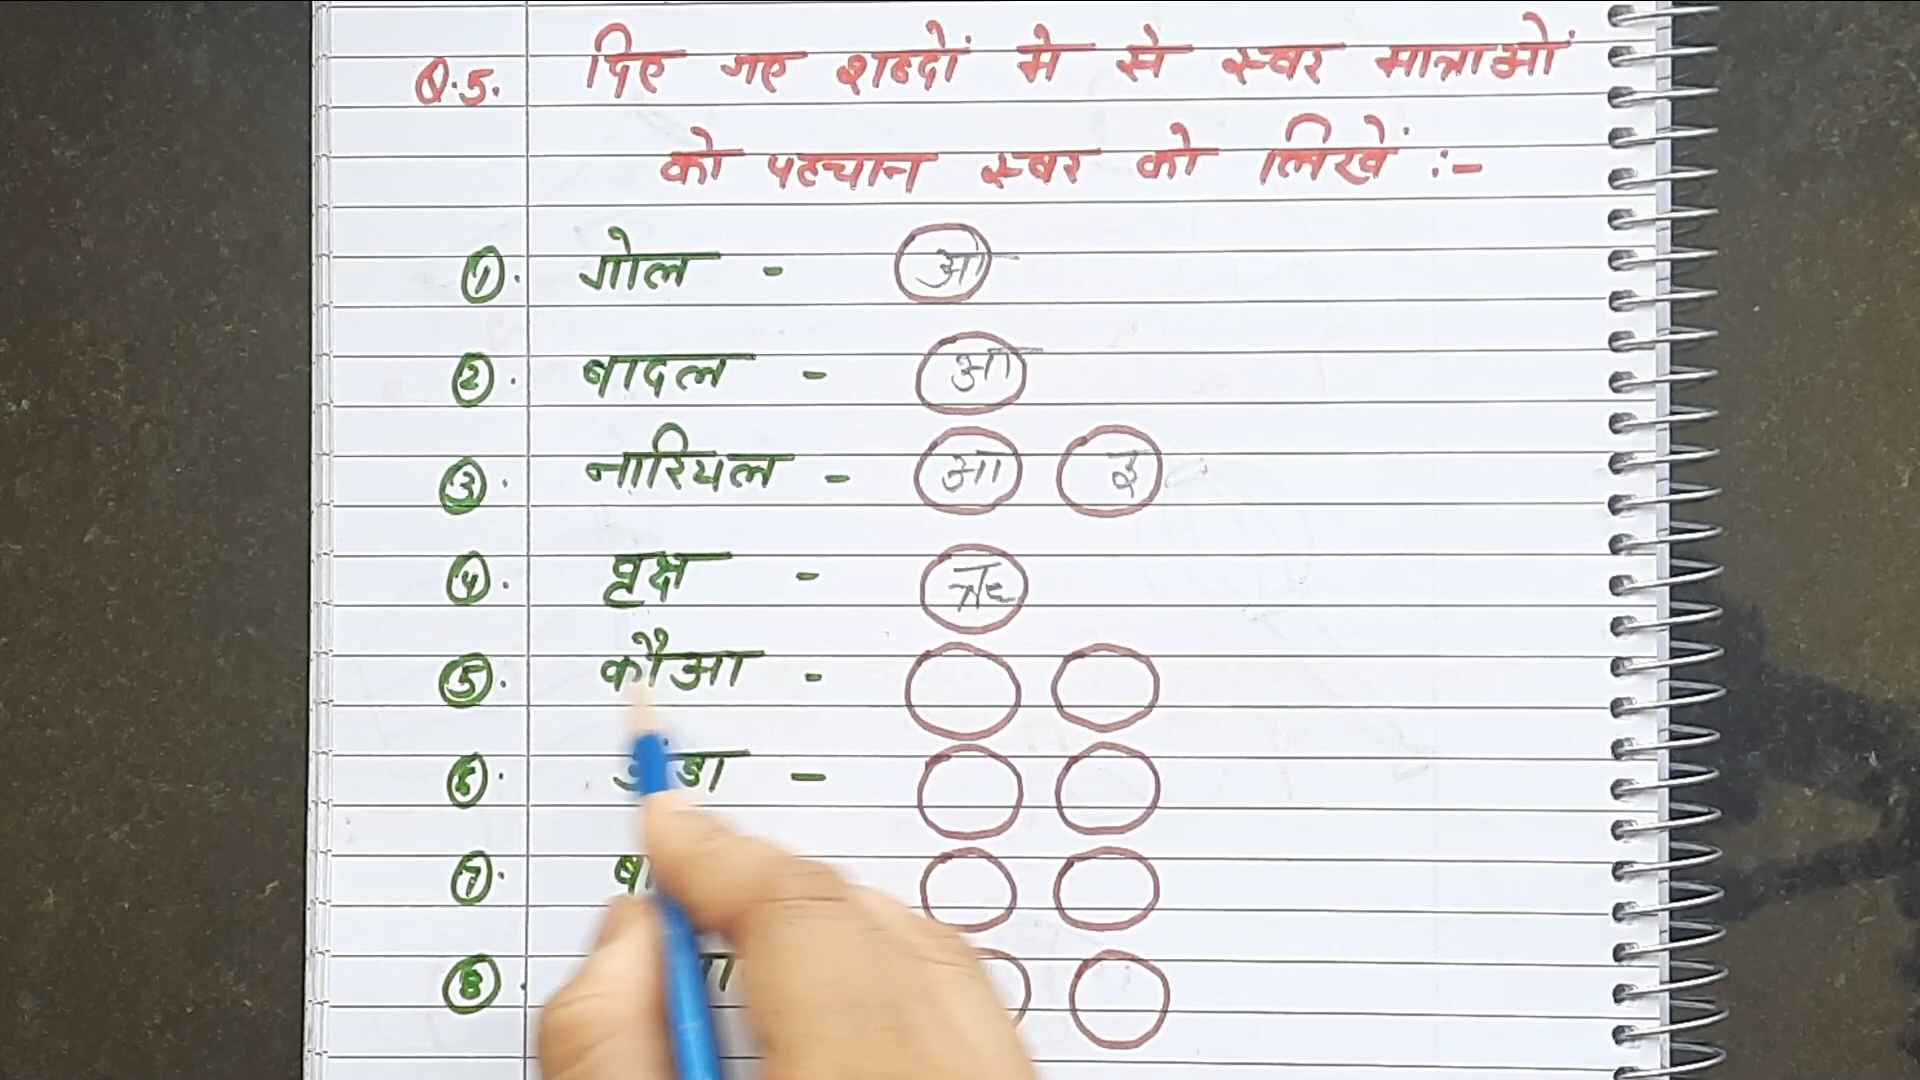 Q.5. दिए गए शब्दों मे से स्वर मात्राओं
को पहचान स्वर को लिखें :-
1. गोल - ओ
2. बादल - आ
3. नारियल - आ इ
4. वृक्ष - ऋ
5. कौआ -
6. अंडा -
7.
8.